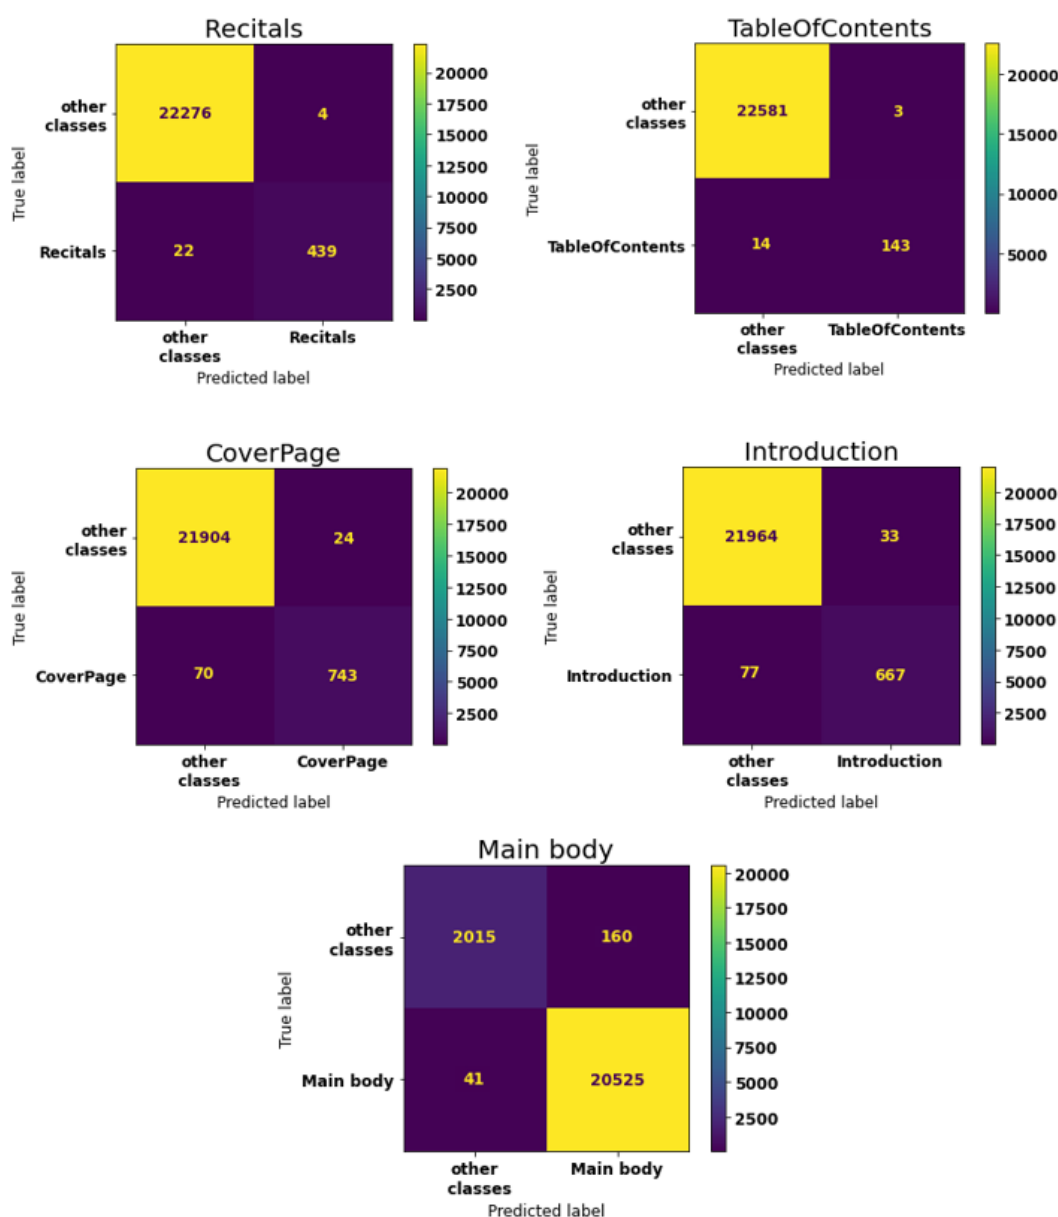 Recitals
other
classes
22276
4
Recitals
22
439
True label
other
classes
Recitals
Predicted label
20000
17500
15000
12500
10000
7500
5000
2500
TableOfContents
other
classes
22581
3
TableOfContents
14
143
True label
other
classes
TableOfContents
Predicted label
20000
15000
10000
5000
CoverPage
other
classes
21904
24
CoverPage
70
743
True label
other
classes
CoverPage
Predicted label
20000
17500
15000
12500
10000
7500
5000
2500
Introduction
other
classes
21964
33
Introduction
77
667
True label
other
classes
Introduction
Predicted label
20000
17500
15000
12500
10000
7500
5000
2500
Main body
other
classes
2015
160
Main body
41
20525
True label
other
classes
Main body
Predicted label
20000
17500
15000
12500
10000
7500
5000
2500